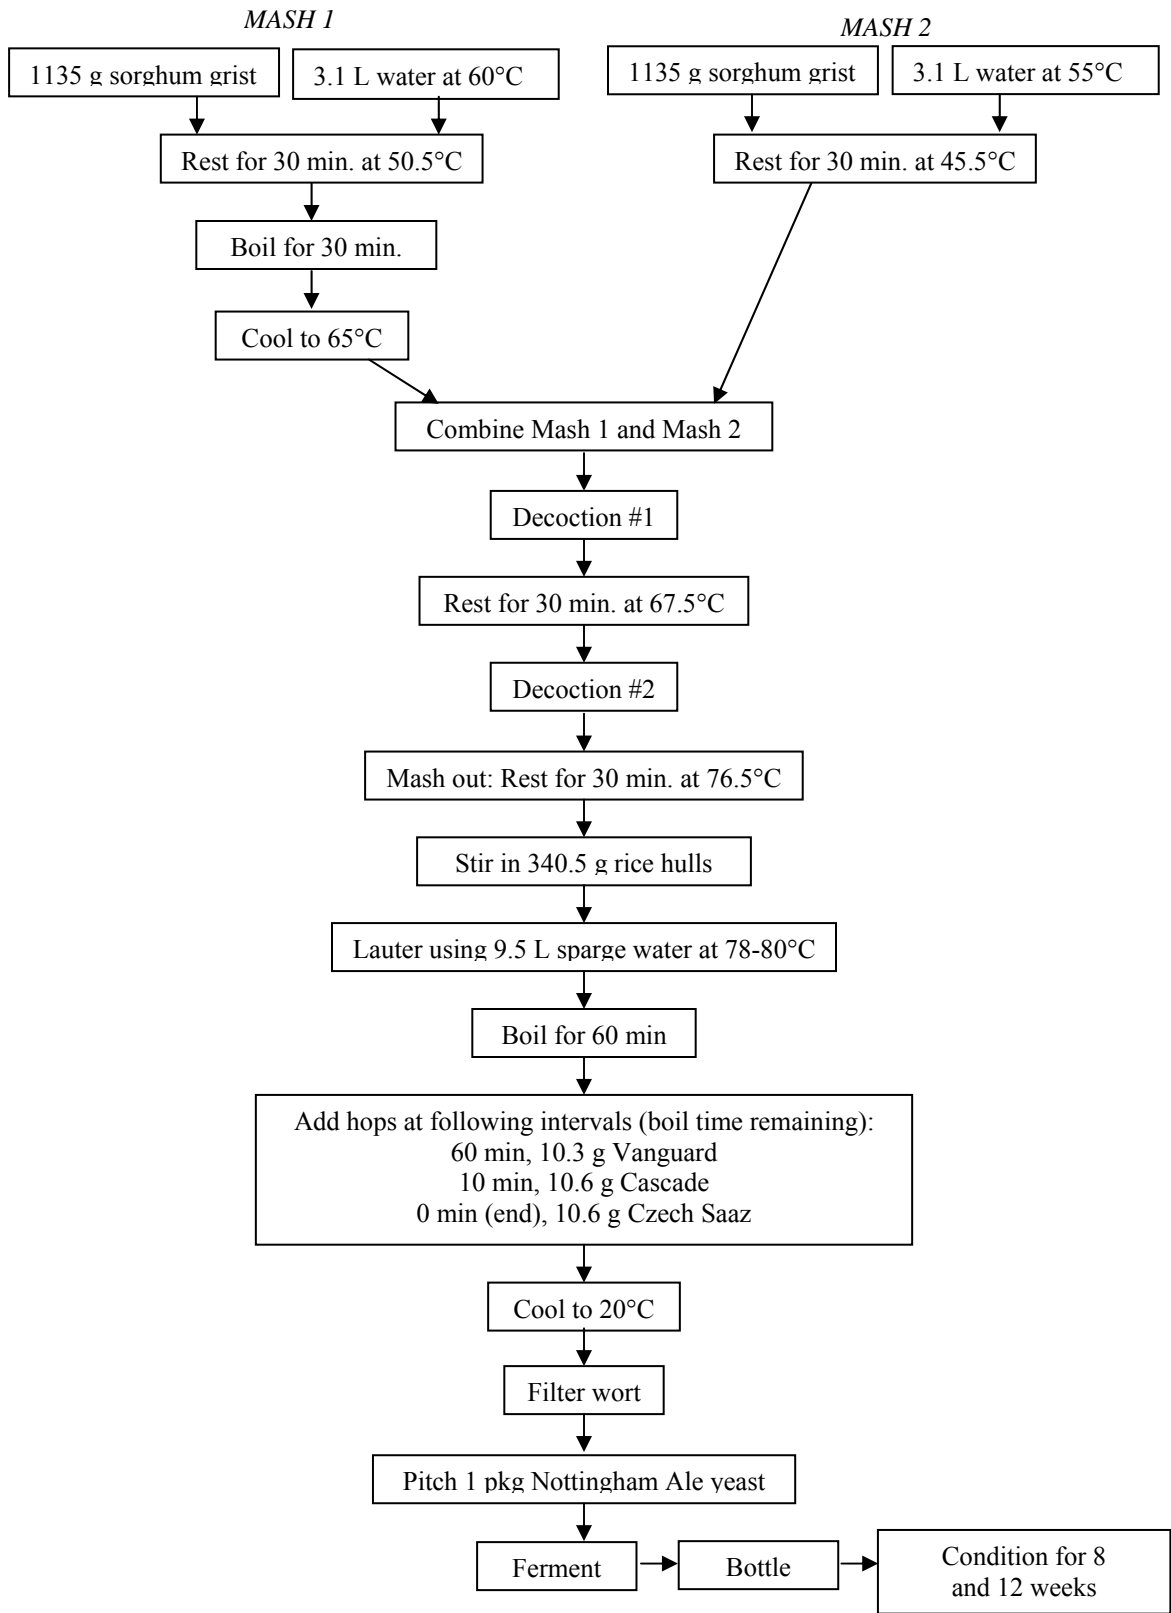 MASH 1
MASH 2
1135 g sorghum grist
3.1 L water at 60°C
1135 g sorghum grist
3.1 L water at 55°C
Rest for 30 min. at 50.5°C
Rest for 30 min. at 45.5°C
Boil for 30 min.
Cool to 65°C
Combine Mash 1 and Mash 2
Decoction #1
Rest for 30 min. at 67.5°C
Decoction #2
Mash out: Rest for 30 min. at 76.5°C
Stir in 340.5 g rice hulls
Lauter using 9.5 L sparge water at 78-80°C
Boil for 60 min
Add hops at following intervals (boil time remaining):
60 min, 10.3 g Vanguard
10 min, 10.6 g Cascade
0 min (end), 10.6 g Czech Saaz
Cool to 20°C
Filter wort
Pitch 1 pkg Nottingham Ale yeast
Ferment
Bottle
Condition for 8
and 12 weeks